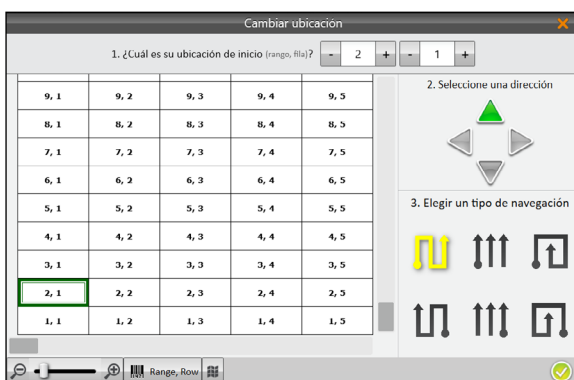 Cambiar ubicación
1. ¿Cuál es su ubicación de inicio (rango, fila)? - 2 + - 1 +
2. Seleccione una dirección
9, 1 9, 2 9, 3 9, 4 9, 5
8, 1 8, 2 8, 3 8, 4 8, 5
7, 1 7, 2 7, 3 7, 4 7, 5
6, 1 6, 2 6, 3 6, 4 6, 5
5, 1 5, 2 5, 3 5, 4 5, 5
4, 1 4, 2 4, 3 4, 4 4, 5
3, 1 3, 2 3, 3 3, 4 3, 5
2, 1 2, 2 2, 3 2, 4 2, 5
1, 1 1, 2 1, 3 1, 4 1, 5
3. Elegir un tipo de navegación
Range, Row